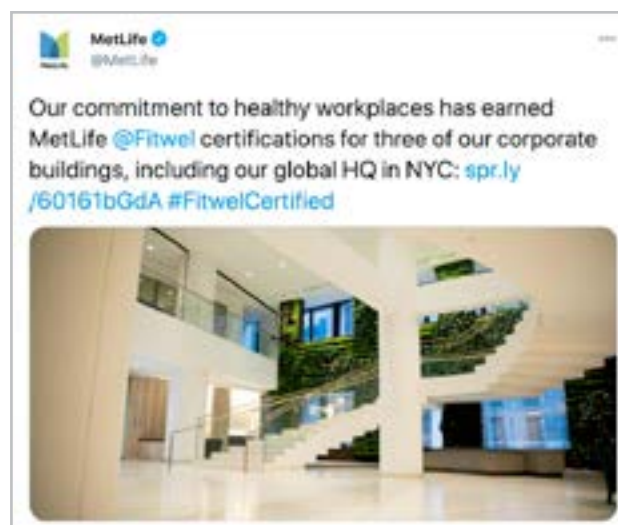 MetLife
@MetLife
Our commitment to healthy workplaces has earned
MetLife @Fitwel certifications for three of our corporate
buildings, including our global HQ in NYC: spr.ly
/60161bGdA #FitwelCertified